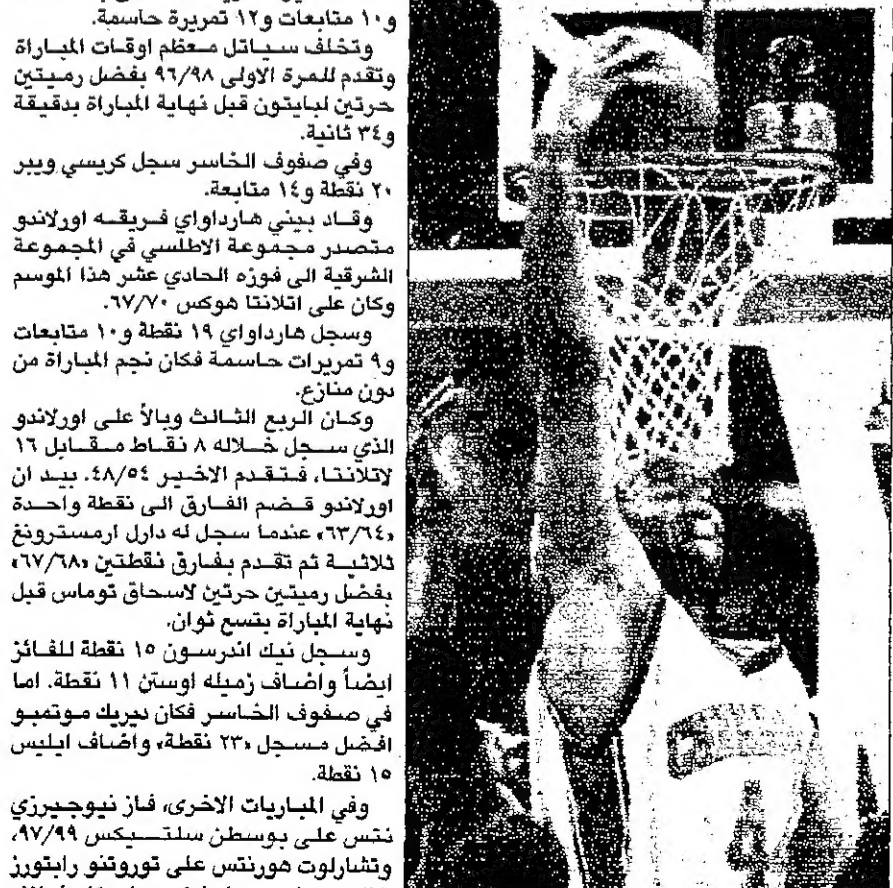 و١٠ متابعات و١٢ تمريرة حاسمة.
وتخلف سياتل معظم اوقات المباراة
وتقدم للمرة الاولى ٩٦/٩٨ بفضل رميتين
حرتين لبايتون قبل نهاية المباراة بدقيقة
و٣٤ ثانية.
وفي صفوف الخاسر سجل كريسي ويبر
٢٠ نقطة و١٤ متابعة.
وقاد بيني هارداواي فريقه اورلاندو
متصدر مجموعة الاطلسي في المجموعة
الشرقية الى فوزه الحادي عشر هذا الموسم
وكان على اتلانتا هوكس ٦٧/٧٠.
وسجل هارداواي ١٩ نقطة و١٠ متابعات
و٩ تمريرات حاسمة فكان نجم المباراة من
دون منازع.
وكان الربع الثالث وبالاً على اورلاندو
الذي سجل خلاله ٨ نقاط مقابل ١٦
لاتلانتا، فتقدم الاخير ٤٨/٥٤. بيد ان
اورلاندو قضم الفارق الى نقطة واحدة
«٦٣/٦٤» عندما سجل له دارل ارمسترونغ
ثلاثية ثم تقدم بفارق نقطتين «٦٧/٦٨»
بفضل رميتين حرتين لاسحاق توماس قبل
نهاية المباراة بتسع ثوان.
وسجل نيك اندرسون ١٥ نقطة للفائز
ايضاً واضاف زميله اوستن ١١ نقطة. اما
في صفوف الخاسر فكان ديريك موتمبو
افضل مسجل «٢٣ نقطة» واضاف ايليس
١٥ نقطة.
وفي المباريات الاخرى، فاز نيوجيرزي
نتس على بوسطن سلتيكس ٩٧/٩٩،
وتشارلوت هورنتس على تورونتو رابتورز